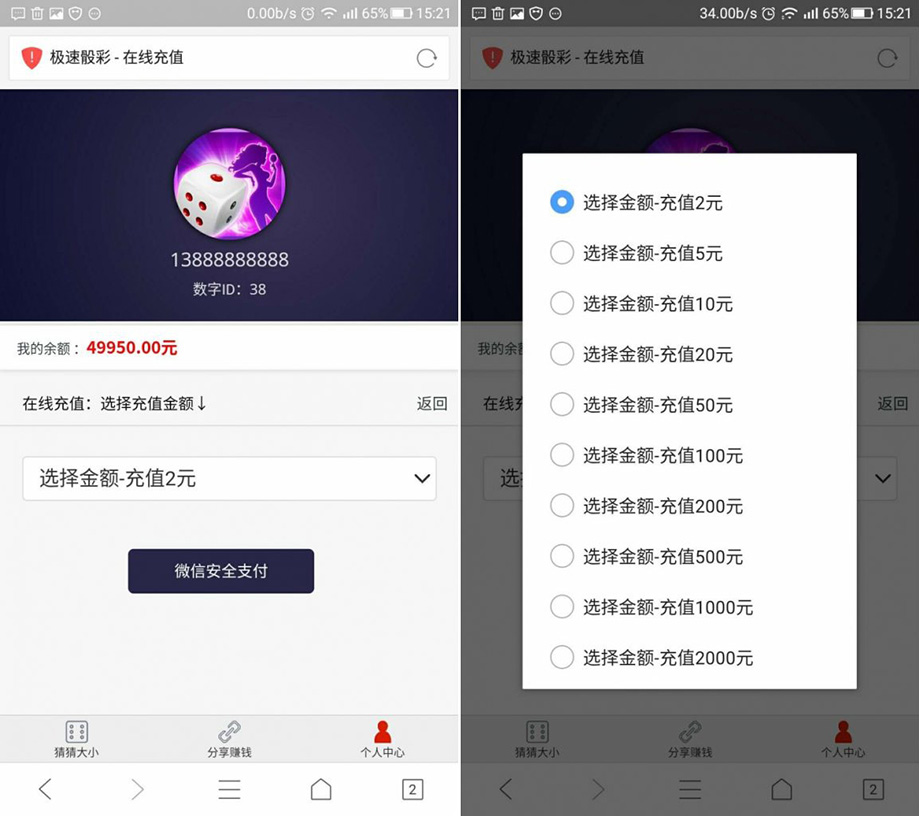 0.00b/s 65% 15:21
极速骰彩 - 在线充值
13888888888
数字ID：38
我的余额： 49950.00元
在线充值：选择充值金额↓ 返回
选择金额-充值2元
微信安全支付
猜猜大小 分享赚钱 个人中心
2
34.00b/s 65% 15:21
极速骰彩 - 在线充值
我的余
在线 返回
选
选择金额-充值2元
选择金额-充值5元
选择金额-充值10元
选择金额-充值20元
选择金额-充值50元
选择金额-充值100元
选择金额-充值200元
选择金额-充值500元
选择金额-充值1000元
选择金额-充值2000元
猜猜大小 分享赚钱 个人中心
2